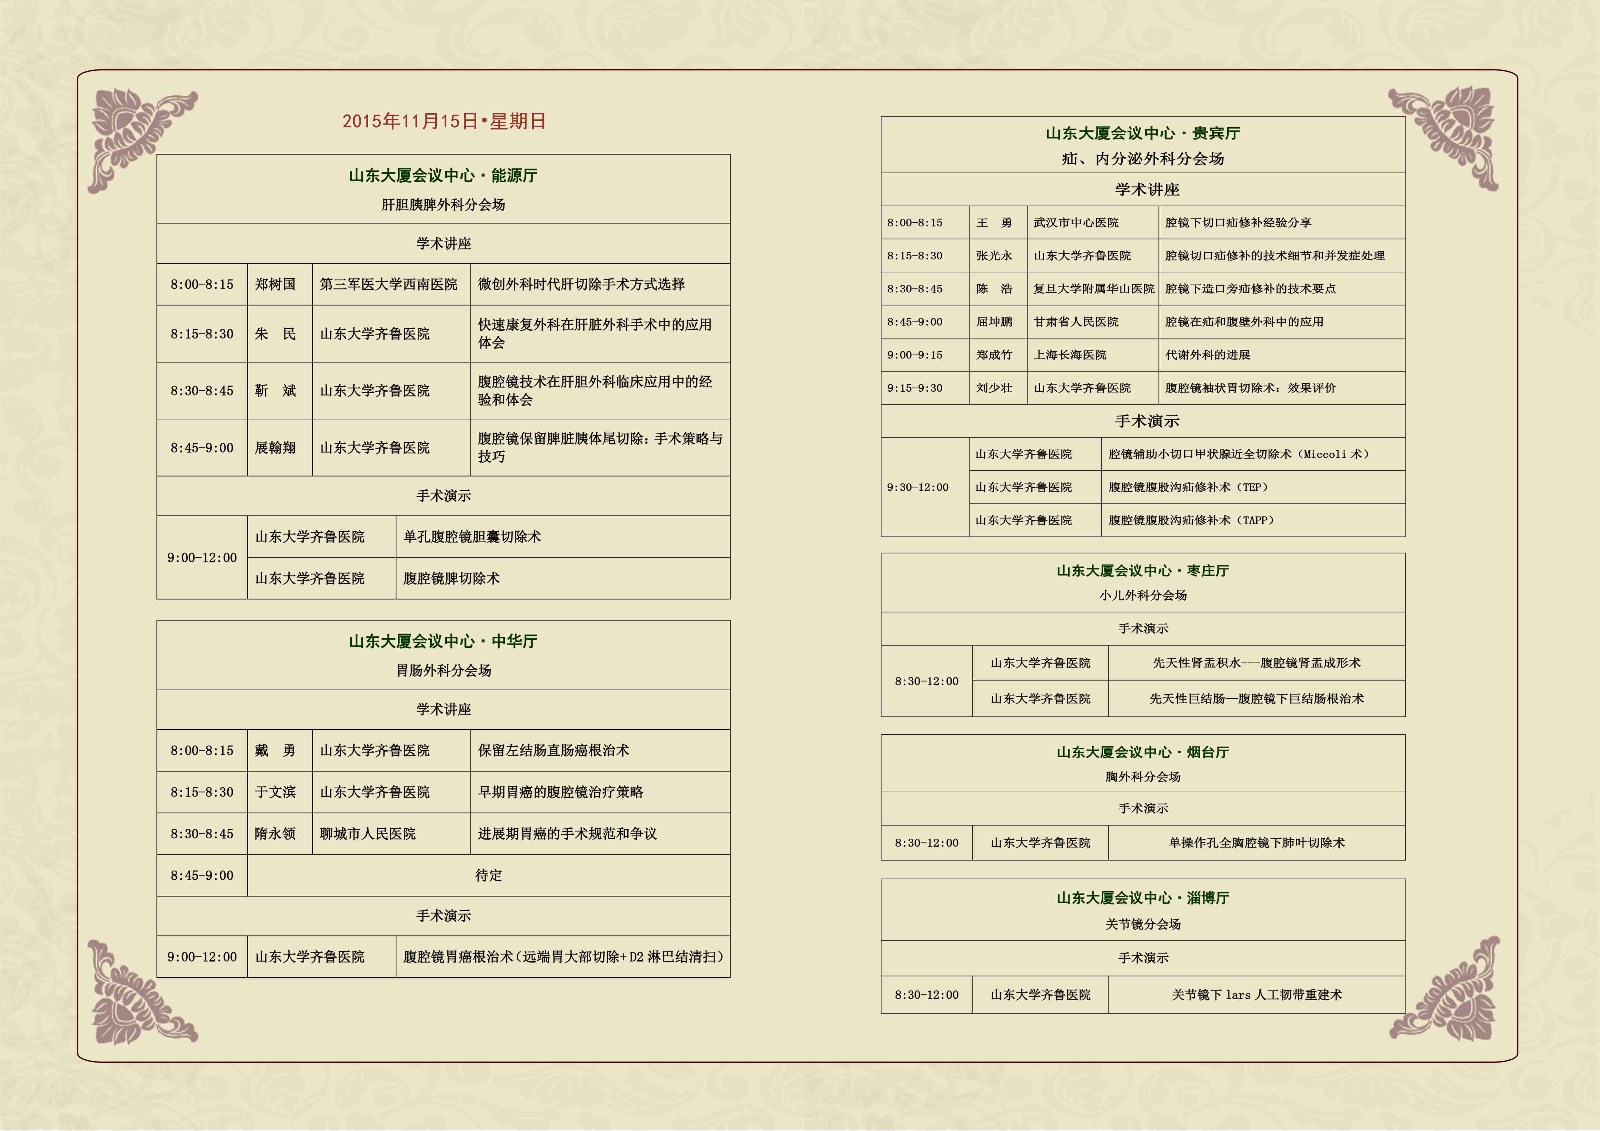 2015年11月15日•星期日
山东大厦会议中心·能源厅
肝胆胰脾外科分会场
学术讲座
8:00-8:15 郑树国 第三军医大学西南医院 微创外科时代肝切除手术方式选择
8:15-8:30 朱　民 山东大学齐鲁医院 快速康复外科在肝脏外科手术中的应用
体会
8:30-8:45 靳　斌 山东大学齐鲁医院 腹腔镜技术在肝胆外科临床应用中的经
验和体会
8:45-9:00 展翰翔 山东大学齐鲁医院 腹腔镜保留脾脏胰体尾切除：手术策略与
技巧
手术演示
9:00-12:00 山东大学齐鲁医院 单孔腹腔镜胆囊切除术
山东大学齐鲁医院 腹腔镜脾切除术
山东大厦会议中心·中华厅
胃肠外科分会场
学术讲座
8:00-8:15 戴　勇 山东大学齐鲁医院 保留左结肠直肠癌根治术
8:15-8:30 于文滨 山东大学齐鲁医院 早期胃癌的腹腔镜治疗策略
8:30-8:45 隋永领 聊城市人民医院 进展期胃癌的手术规范和争议
8:45-9:00 待定
手术演示
9:00-12:00 山东大学齐鲁医院 腹腔镜胃癌根治术（远端胃大部切除+D2 淋巴结清扫）
山东大厦会议中心·贵宾厅
疝、内分泌外科分会场
学术讲座
8:00-8:15 王　勇 武汉市中心医院 腔镜下切口疝修补经验分享
8:15-8:30 张光永 山东大学齐鲁医院 腔镜切口疝修补的技术细节和并发症处理
8:30-8:45 陈　浩 复旦大学附属华山医院 腔镜下造口旁疝修补的技术要点
8:45-9:00 屈坤鹏 甘肃省人民医院 腔镜在疝和腹壁外科中的应用
9:00-9:15 郑成竹 上海长海医院 代谢外科的进展
9:15-9:30 刘少壮 山东大学齐鲁医院 腹腔镜袖状胃切除术：效果评价
手术演示
9:30-12:00 山东大学齐鲁医院 腔镜辅助小切口甲状腺近全切除术（Miccoli 术）
山东大学齐鲁医院 腹腔镜腹股沟疝修补术（TEP）
山东大学齐鲁医院 腹腔镜腹股沟疝修补术（TAPP）
山东大厦会议中心·枣庄厅
小儿外科分会场
手术演示
8:30-12:00 山东大学齐鲁医院 先天性肾盂积水---腹腔镜肾盂成形术
山东大学齐鲁医院 先天性巨结肠—腹腔镜下巨结肠根治术
山东大厦会议中心·烟台厅
胸外科分会场
手术演示
8:30-12:00 山东大学齐鲁医院 单操作孔全胸腔镜下肺叶切除术
山东大厦会议中心·淄博厅
关节镜分会场
手术演示
8:30-12:00 山东大学齐鲁医院 关节镜下 lars 人工韧带重建术